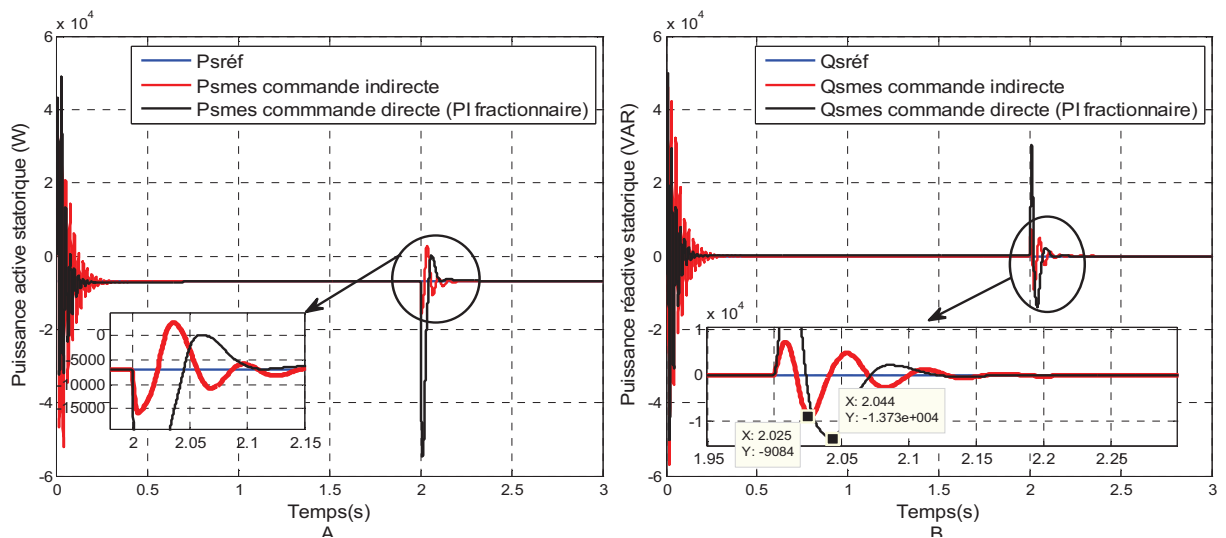 x 10^4
6
4
2
0
-2
-4
-6
Puissance active statorique (W)
Psréf
Psmes commande indirecte
Psmes commmande directe (PI fractionnaire)
0
-5000
-10000
-15000
2 2.05 2.1 2.15
0 0.5 1 1.5 2 2.5 3
Temps(s)
A
x 10^4
6
4
2
0
-2
-4
-6
Puissance réactive statorique (VAR)
Qsréf
Qsmes commande indirecte
Qsmes commande directe (PI fractionnaire)
x 10^4
1
0
-1
X: 2.044
Y: -1.373e+004
X: 2.025
Y: -9084
1.95 2.05 2.1 2.15 2.2 2.25
0 0.5 1 1.5 2 2.5 3
Temps(s)
B